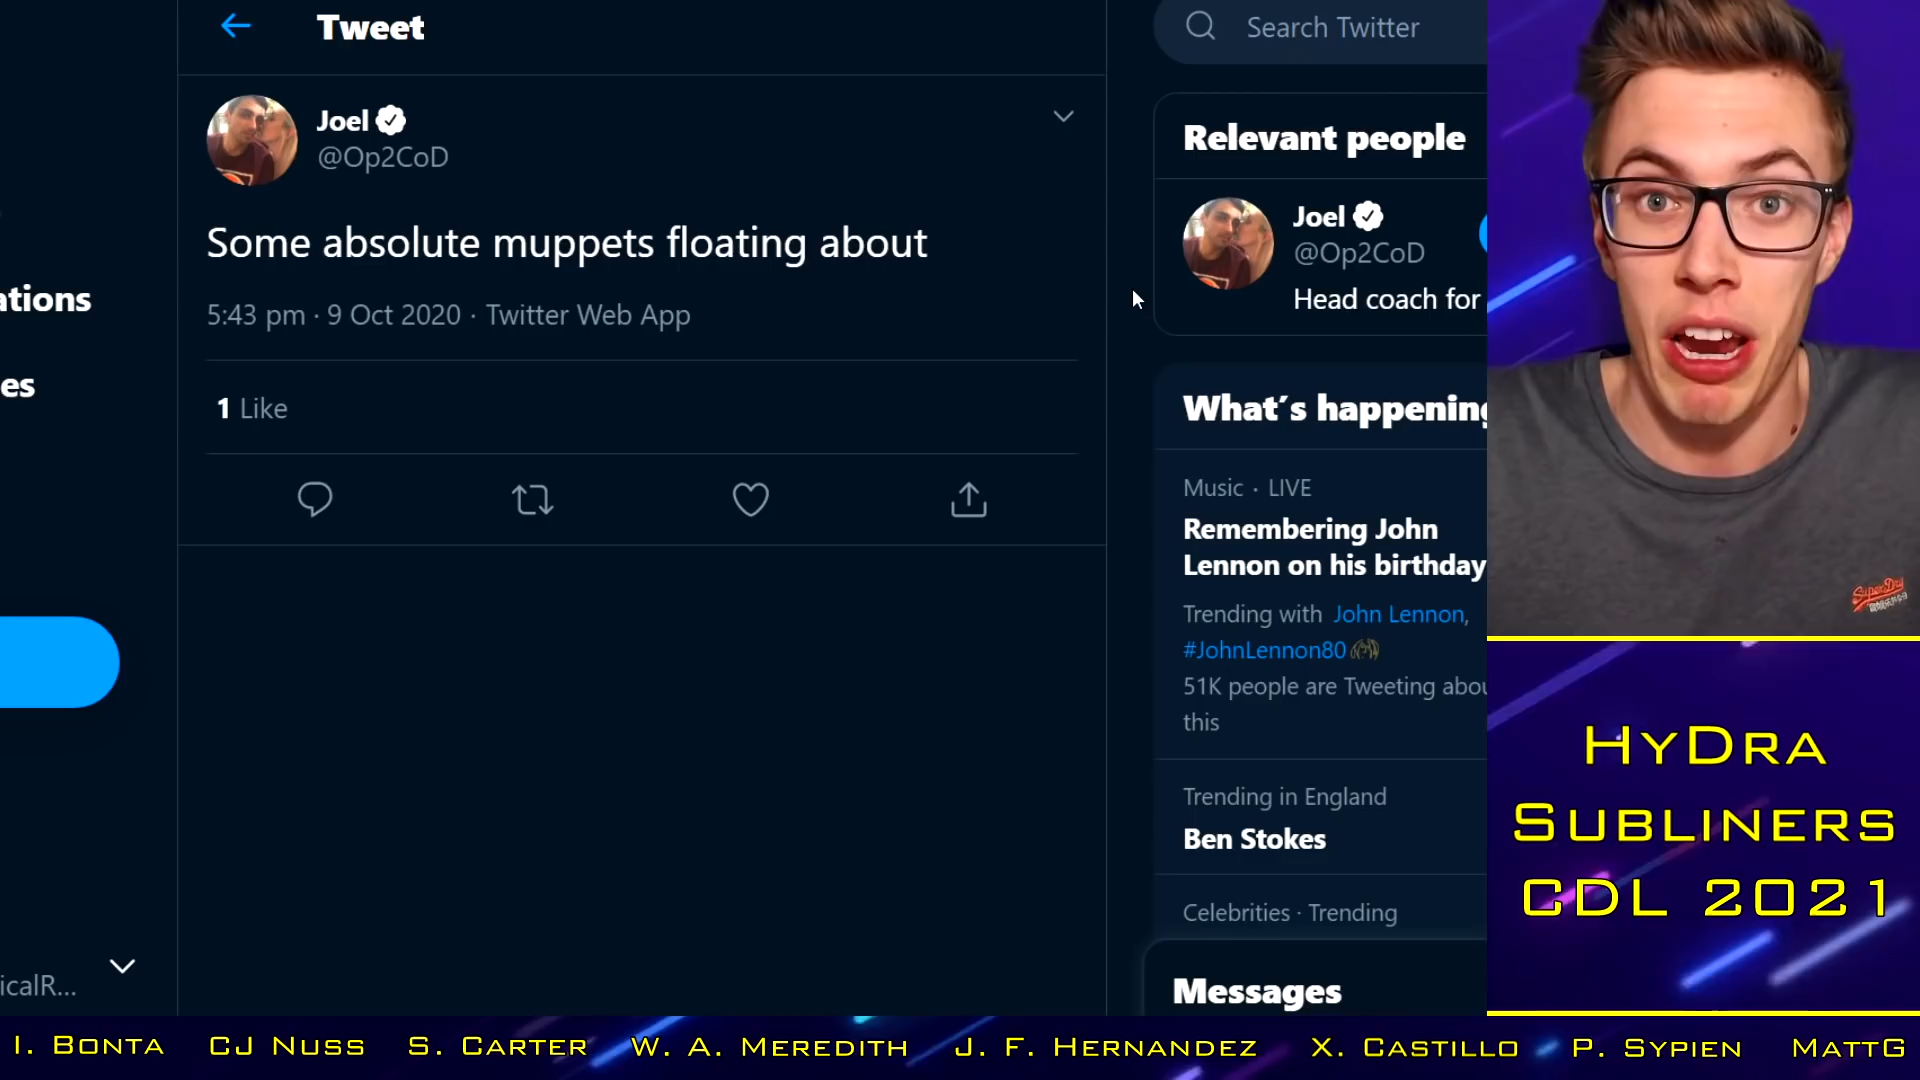 Tweet
Joel
@Op2CoD
Some absolute muppets floating about
5:43 pm · 9 Oct 2020 · Twitter Web App
1 Like
ations
es
icalR...
Search Twitter
Relevant people
Joel
@Op2CoD
Head coach for
What's happening
Music · LIVE
Remembering John
Lennon on his birthday
Trending with John Lennon,
#JohnLennon80
51K people are Tweeting abou
this
Trending in England
Ben Stokes
Celebrities · Trending
Messages
SuperDry
HyDra
Subliners
CDL 2021
I. Bonta CJ Nuss S. Carter W. A. Meredith J. F. Hernandez X. Castillo P. Sypien MattG